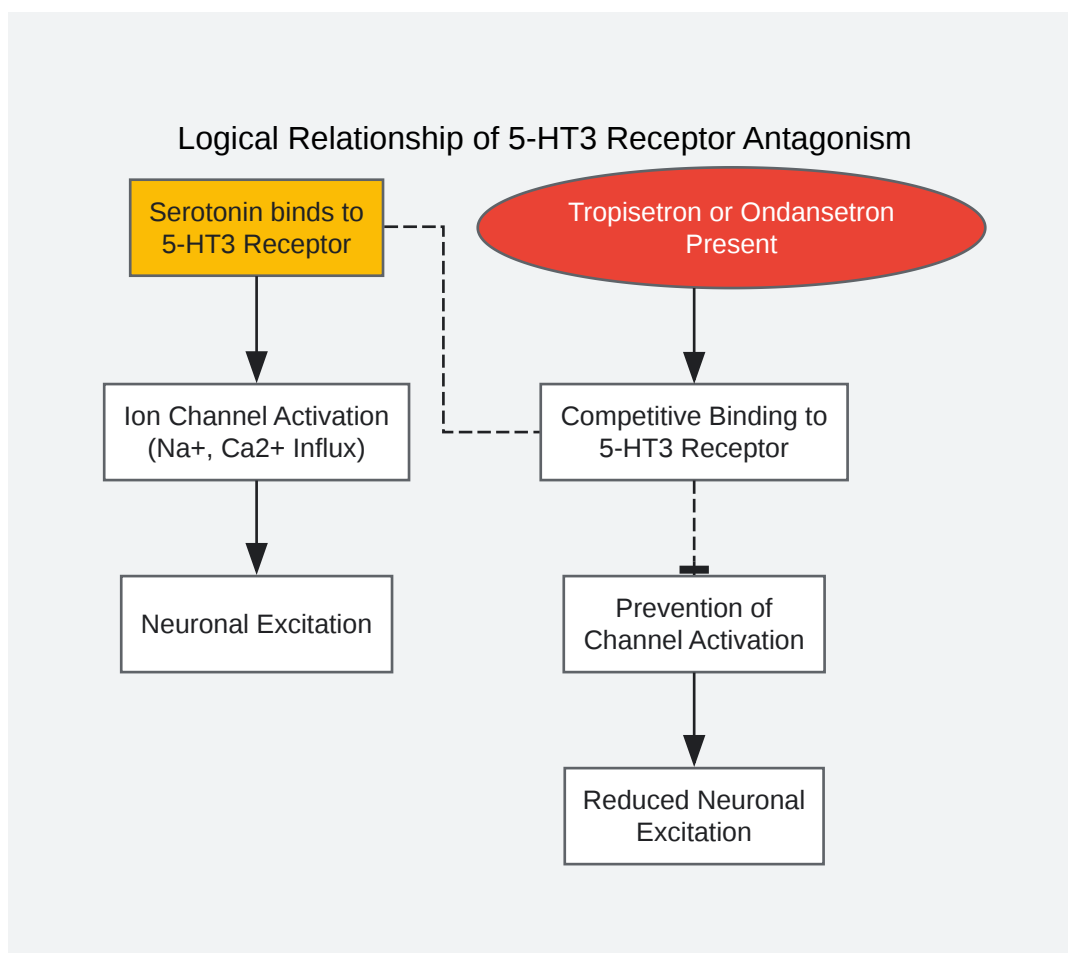 Logical Relationship of 5-HT3 Receptor Antagonism
Serotonin binds to
5-HT3 Receptor
Tropisetron or Ondansetron
Present
Ion Channel Activation
(Na+, Ca2+ Influx)
Competitive Binding to
5-HT3 Receptor
Neuronal Excitation
Prevention of
Channel Activation
Reduced Neuronal
Excitation